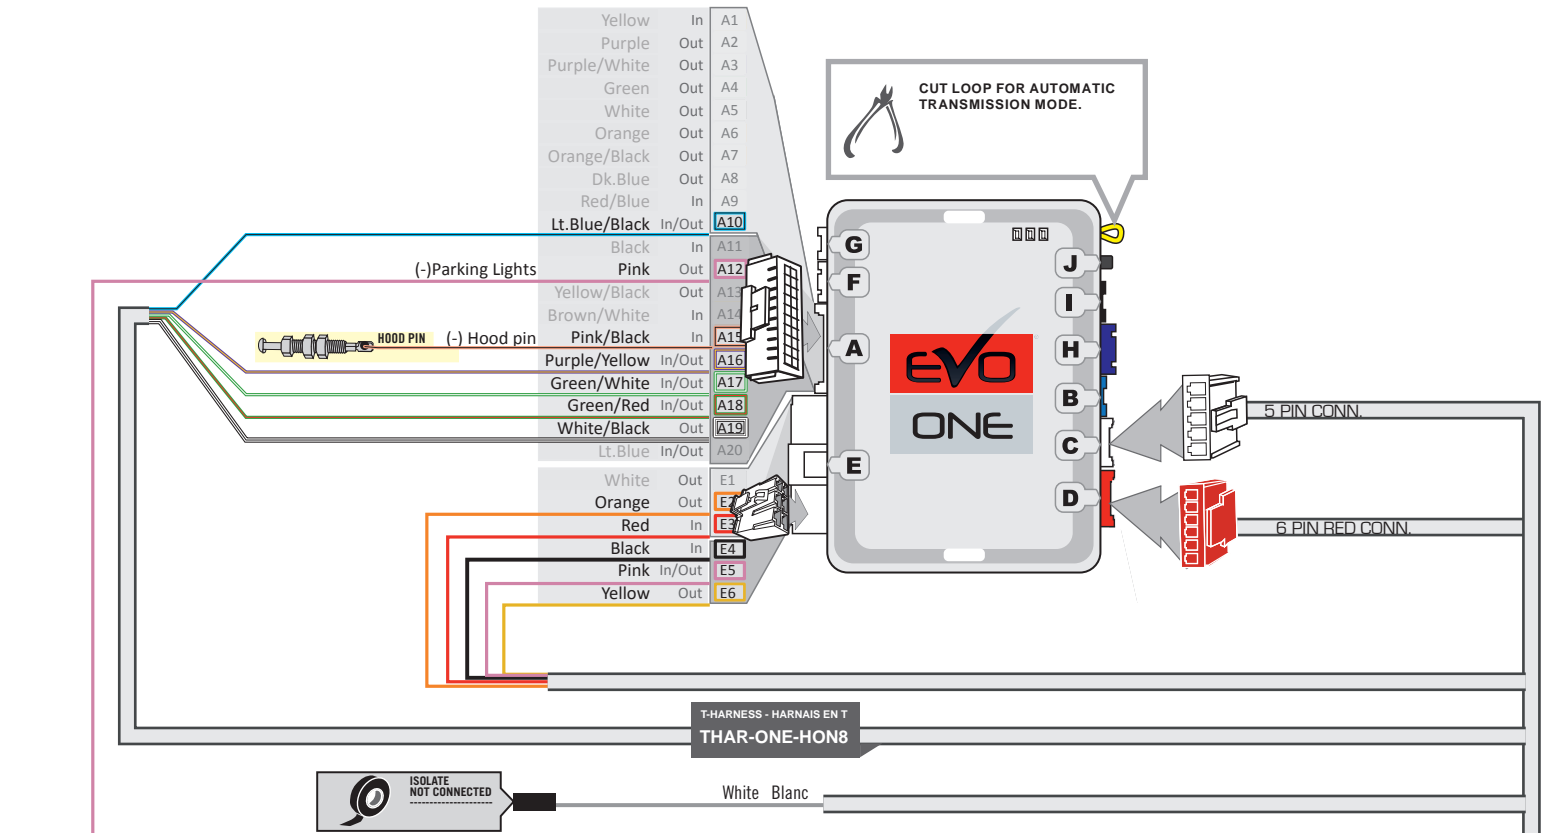 Yellow In A1
Purple Out A2
Purple/White Out A3
Green Out A4
White Out A5
Orange Out A6
Orange/Black Out A7
Dk.Blue Out A8
Red/Blue In A9
Lt.Blue/Black In/Out A10
Black In A11
(-)Parking Lights Pink Out A12
Yellow/Black Out A13
Brown/White In A14
HOOD PIN (-) Hood pin Pink/Black In A15
Purple/Yellow In/Out A16
Green/White In/Out A17
Green/Red In/Out A18
White/Black Out A19
Lt.Blue In/Out A20
White Out E1
Orange Out E2
Red In E3
Black In E4
Pink In/Out E5
Yellow Out E6
CUT LOOP FOR AUTOMATIC
TRANSMISSION MODE.
G
F
A
E
J
I
H
B
C
D
EVO
ONE
5 PIN CONN.
6 PIN RED CONN.
T-HARNESS - HARNAIS EN T
THAR-ONE-HON8
ISOLATE
NOT CONNECTED
White Blanc